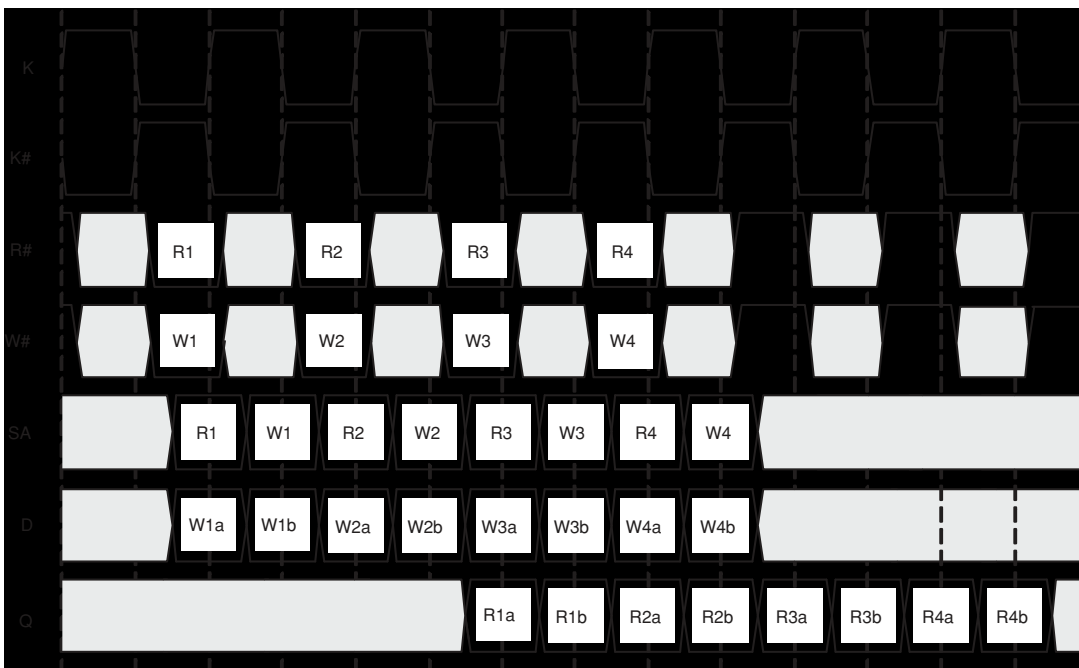 K
K#
R# R1 R2 R3 R4
W# W1 W2 W3 W4
SA R1 W1 R2 W2 R3 W3 R4 W4
D W1a W1b W2a W2b W3a W3b W4a W4b
Q R1a R1b R2a R2b R3a R3b R4a R4b